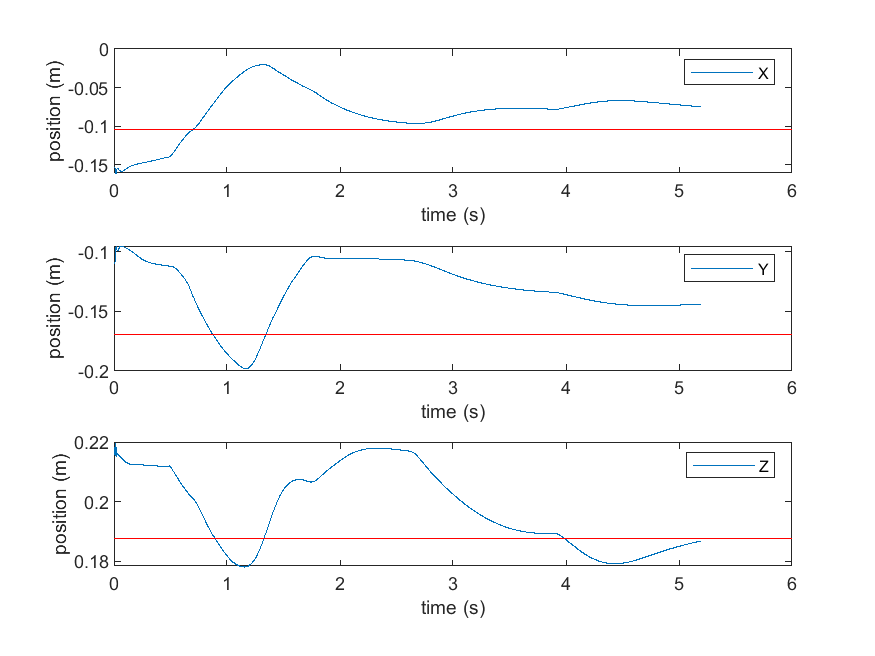 0
-0.05
-0.1
-0.15
position (m)
X
0 1 2 3 4 5 6
time (s)
-0.1
-0.15
-0.2
position (m)
Y
0 1 2 3 4 5 6
time (s)
0.22
0.2
0.18
position (m)
Z
0 1 2 3 4 5 6
time (s)